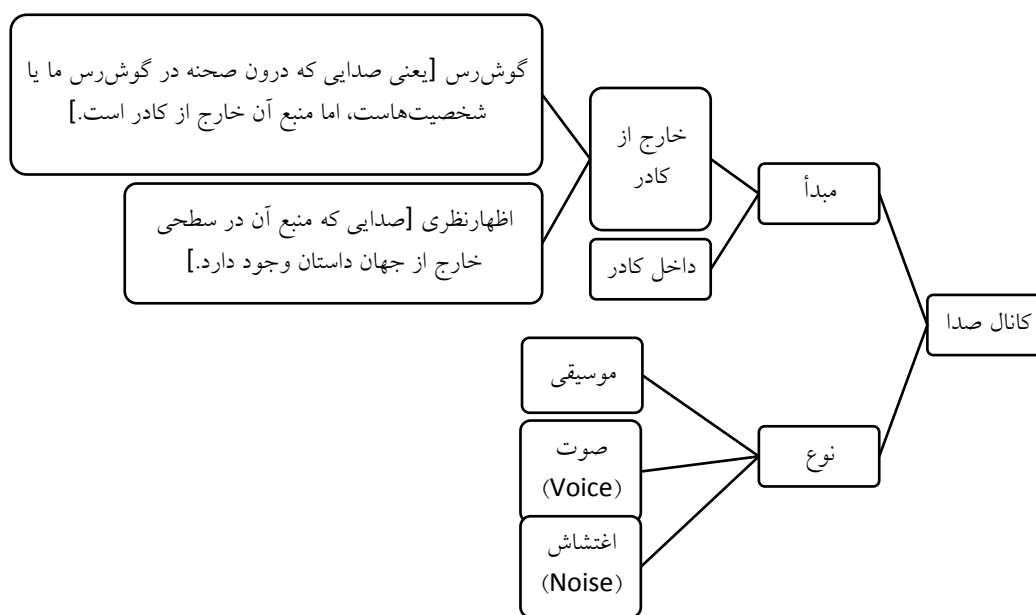 کانال صدا
مبدأ
خارج از
کادر
گوش‌رس [یعنی صدایی که درون صحنه در گوش‌رس ما یا
شخصیت‌هاست، اما منبع آن خارج از کادر است.]
اظهارنظری [صدایی که منبع آن در سطحی
خارج از جهان داستان وجود دارد.]
داخل کادر
نوع
موسیقی
صوت
(Voice)
اغتشاش
(Noise)